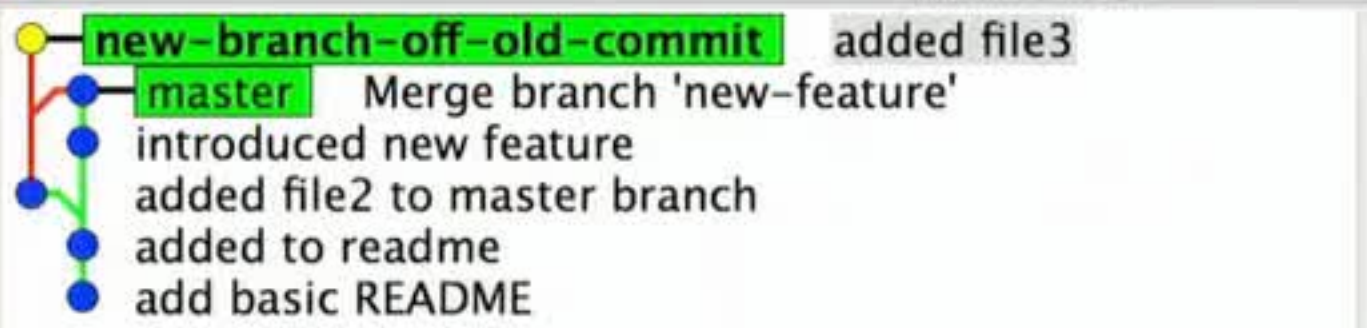 new-branch-off-old-commit added file3
master Merge branch 'new-feature'
introduced new feature
added file2 to master branch
added to readme
add basic README